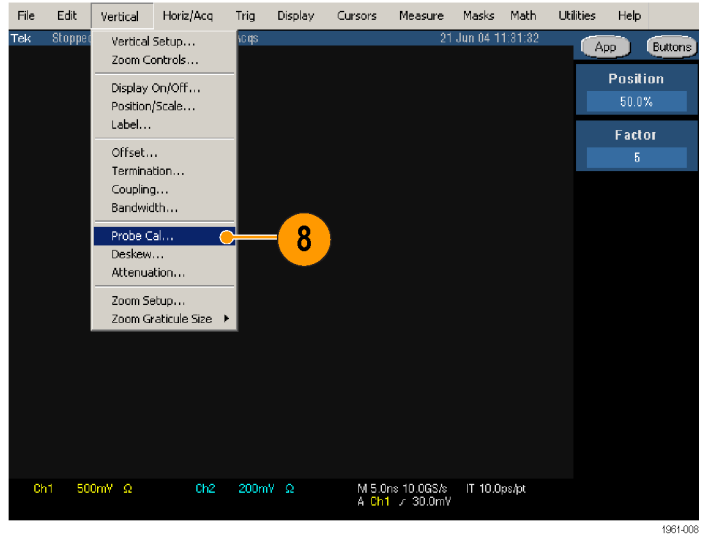 File Edit Vertical Horiz/Acq Trig Display Cursors Measure Masks Math Utilities Help
Tek Stopped Acqs 21 Jun 04 11:31:32
App Buttons
Vertical Setup...
Zoom Controls...
Display On/Off...
Position/Scale...
Label...
Offset...
Termination...
Coupling...
Bandwidth...
Probe Cal...
Deskew...
Attenuation...
Zoom Setup...
Zoom Graticule Size
8
Position
50.0%
Factor
5
Ch1 500mV Ω Ch2 200mV Ω M 5.0ns 10.0GS/s IT 10.0ps/pt
A Ch1 30.0mV
1961-008